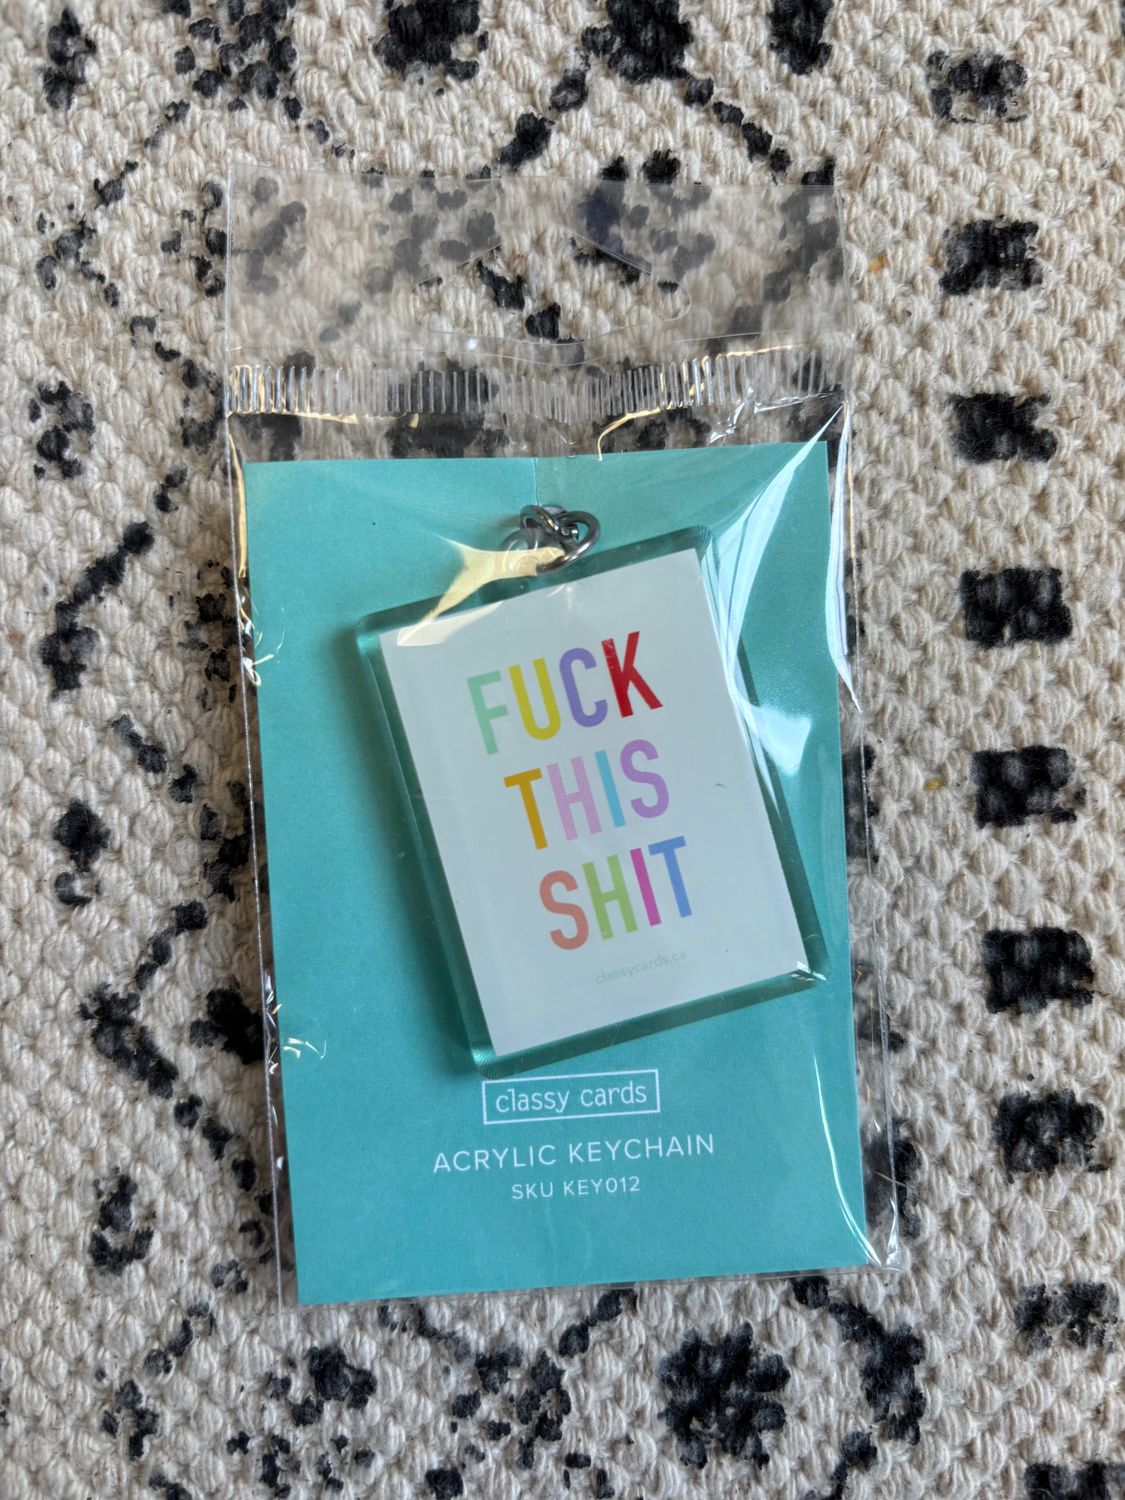 FUCK
THIS
SHIT
classycards.ca
classy cards
ACRYLIC KEYCHAIN
SKU KEY012